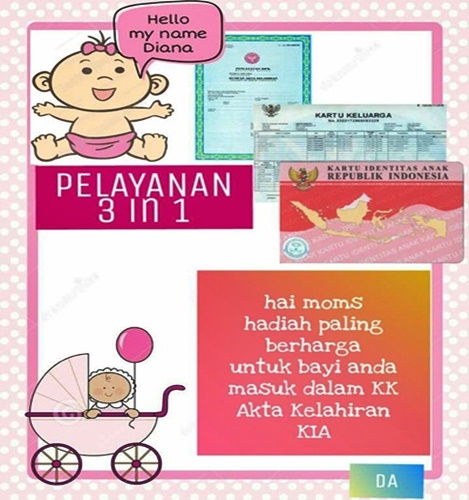 Hello
my name
Diana
KARTU KELUARGA
KARTU IDENTITAS ANAK
REPUBLIK INDONESIA
PELAYANAN
3 IN 1
hai moms
hadiah paling
berharga
untuk bayi anda
masuk dalam KK
Akta Kelahiran
KIA
DA